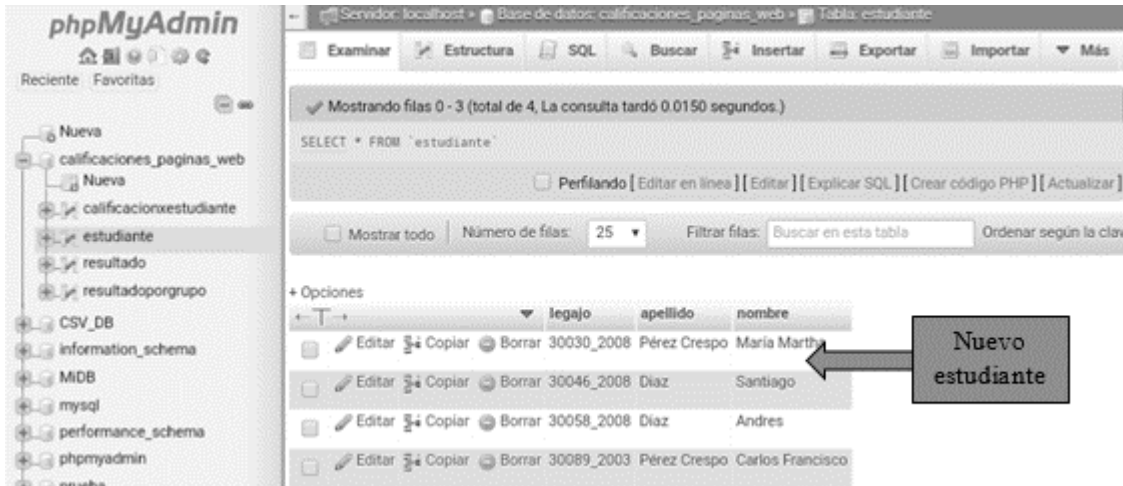 phpMyAdmin
Reciente Favoritas
Nueva
calificaciones_paginas_web
Nueva
calificacionxestudiante
estudiante
resultado
resultadoporgrupo
CSV_DB
information_schema
MiDB
mysql
performance_schema
phpmyadmin
prueba
Servidor: localhost » Base de datos: calificaciones_paginas_web » Tabla: estudiante
Examinar Estructura SQL Buscar Insertar Exportar Importar Más
Mostrando filas 0 - 3 (total de 4, La consulta tardó 0.0150 segundos.)
SELECT * FROM `estudiante`
Perfilando [ Editar en línea ] [ Editar ] [ Explicar SQL ] [ Crear código PHP ] [ Actualizar ]
Mostrar todo Número de filas: 25 Filtrar filas: Buscar en esta tabla Ordenar según la clav
+ Opciones
←T→ legajo apellido nombre
Editar Copiar Borrar 30030_2008 Pérez Crespo María Martha
Editar Copiar Borrar 30046_2008 Díaz Santiago
Editar Copiar Borrar 30058_2008 Díaz Andres
Editar Copiar Borrar 30089_2003 Pérez Crespo Carlos Francisco
Nuevo
estudiante